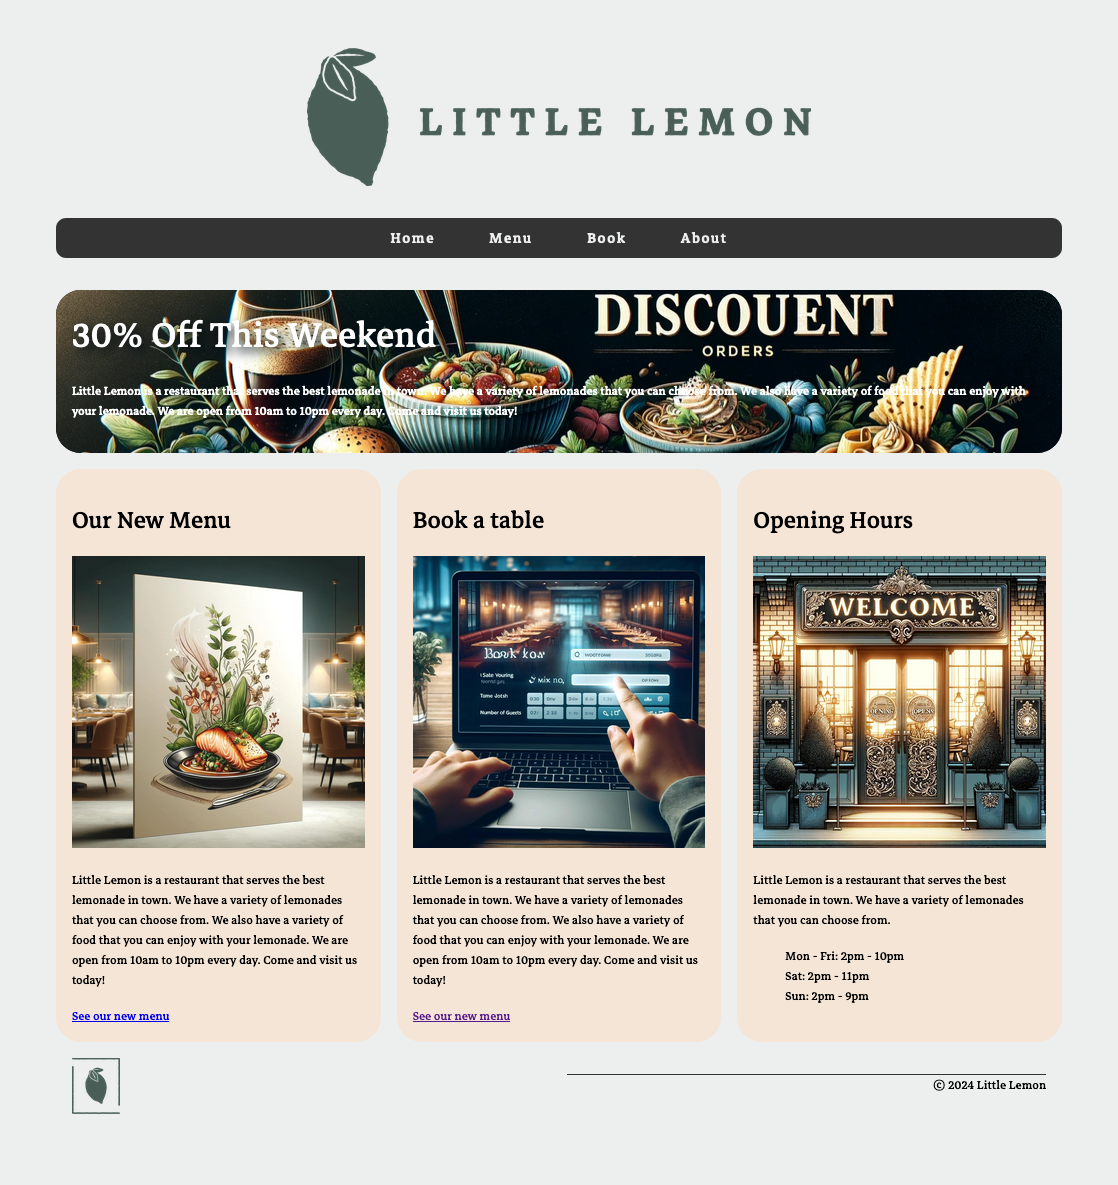 LITTLE LEMON
Home Menu Book About
DISCOUENT
ORDERS
30% Off This Weekend
Little Lemon is a restaurant that serves the best lemonade in town. We have a variety of lemonades that you can choose from. We also have a variety of food that you can enjoy with
your lemonade. We are open from 10am to 10pm every day. Come and visit us today!
Our New Menu
Little Lemon is a restaurant that serves the best
lemonade in town. We have a variety of lemonades
that you can choose from. We also have a variety of
food that you can enjoy with your lemonade. We are
open from 10am to 10pm every day. Come and visit us
today!
See our new menu
Book a table
Number of Guests
Little Lemon is a restaurant that serves the best
lemonade in town. We have a variety of lemonades
that you can choose from. We also have a variety of
food that you can enjoy with your lemonade. We are
open from 10am to 10pm every day. Come and visit us
today!
See our new menu
Opening Hours
WELCOME
Little Lemon is a restaurant that serves the best
lemonade in town. We have a variety of lemonades
that you can choose from.
Mon - Fri: 2pm - 10pm
Sat: 2pm - 11pm
Sun: 2pm - 9pm
© 2024 Little Lemon